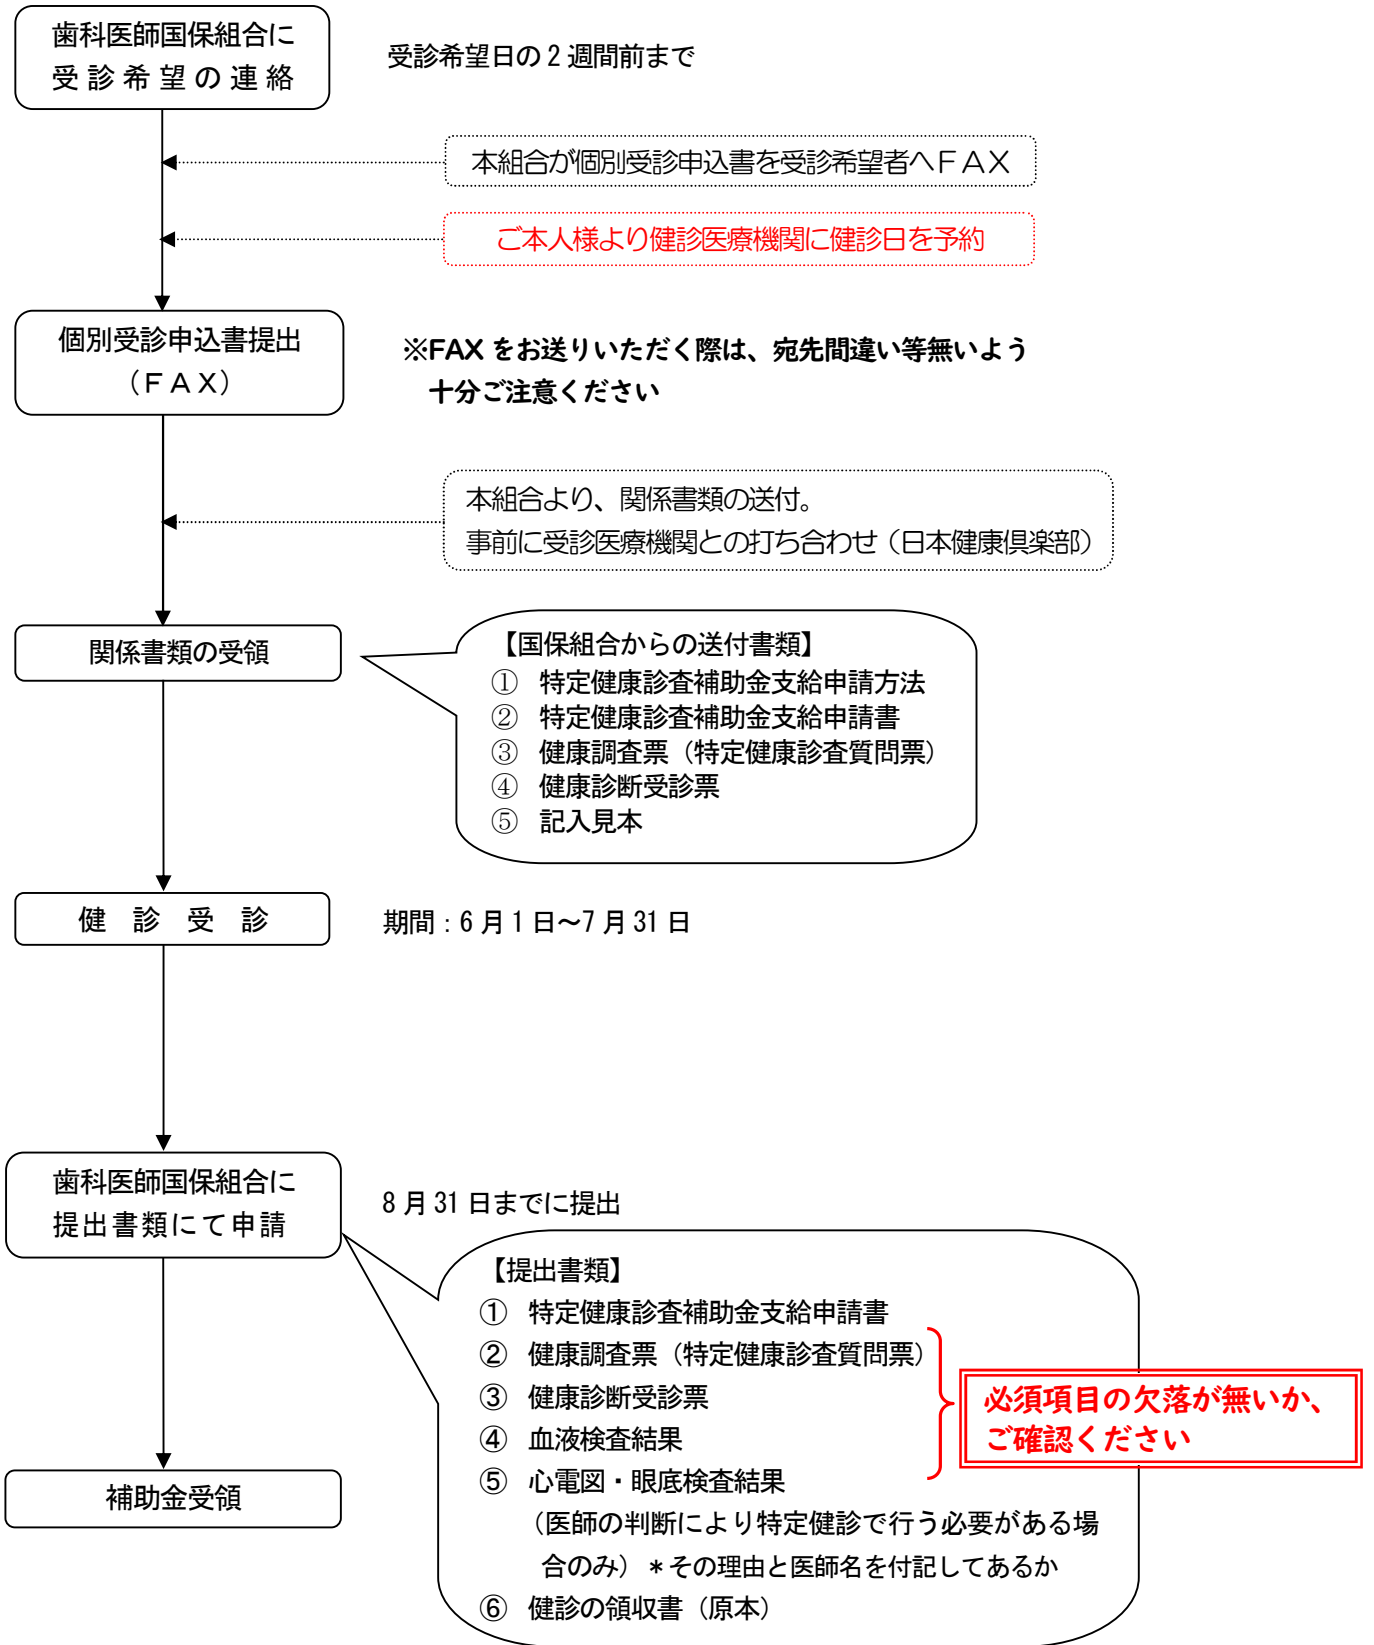 歯科医師国保組合に
受診希望の連絡
受診希望日の2週間前まで
本組合が個別受診申込書を受診希望者へFAX
ご本人様より健診医療機関に健診日を予約
個別受診申込書提出
（FAX）
※FAXをお送りいただく際は、宛先間違い等無いよう
十分ご注意ください
本組合より、関係書類の送付。
事前に受診医療機関との打ち合わせ（日本健康倶楽部）
関係書類の受領
【国保組合からの送付書類】
① 特定健康診査補助金支給申請方法
② 特定健康診査補助金支給申請書
③ 健康調査票（特定健康診査質問票）
④ 健康診断受診票
⑤ 記入見本
健 診 受 診
期間：6月1日～7月31日
歯科医師国保組合に
提出書類にて申請
8月31日までに提出
【提出書類】
① 特定健康診査補助金支給申請書
② 健康調査票（特定健康診査質問票）
③ 健康診断受診票
④ 血液検査結果
⑤ 心電図・眼底検査結果
（医師の判断により特定健診で行う必要がある場
合のみ）＊その理由と医師名を付記してあるか
⑥ 健診の領収書（原本）
必須項目の欠落が無いか、
ご確認ください
補助金受領